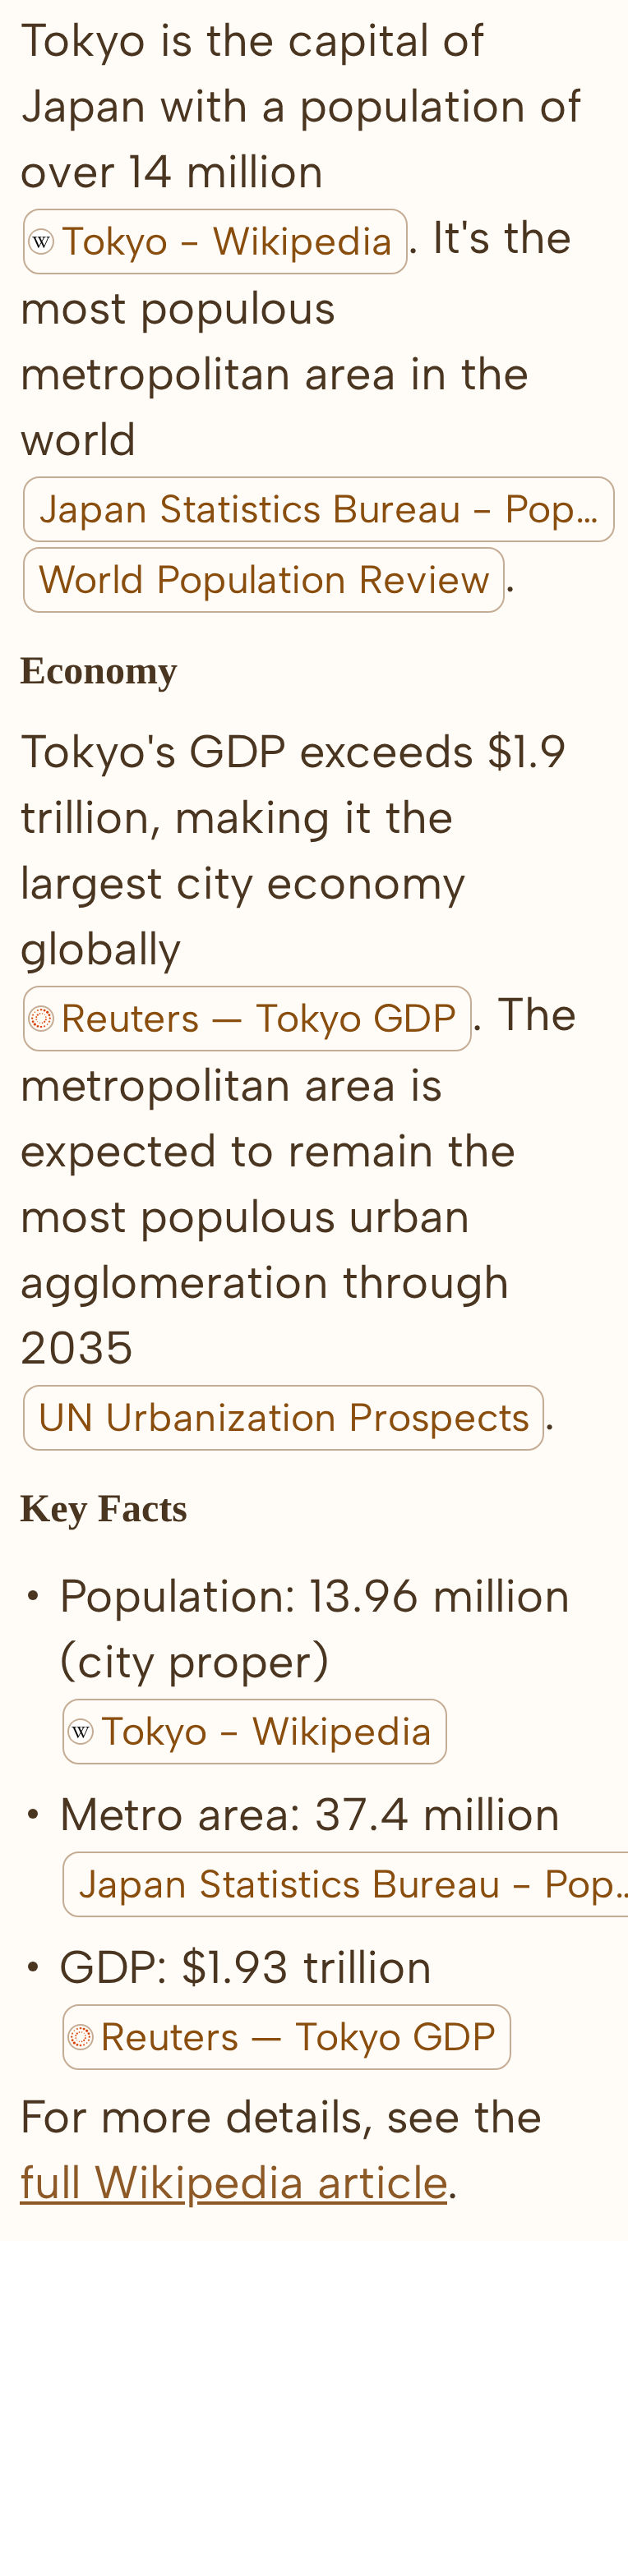 Tokyo is the capital of
Japan with a population of
over 14 million
W Tokyo - Wikipedia . It's the
most populous
metropolitan area in the
world
Japan Statistics Bureau - Pop...
World Population Review .
Economy
Tokyo's GDP exceeds $1.9
trillion, making it the
largest city economy
globally
Reuters — Tokyo GDP . The
metropolitan area is
expected to remain the
most populous urban
agglomeration through
2035
UN Urbanization Prospects .
Key Facts
• Population: 13.96 million
(city proper)
W Tokyo - Wikipedia
• Metro area: 37.4 million
Japan Statistics Bureau - Pop..
• GDP: $1.93 trillion
Reuters — Tokyo GDP
For more details, see the
full Wikipedia article.